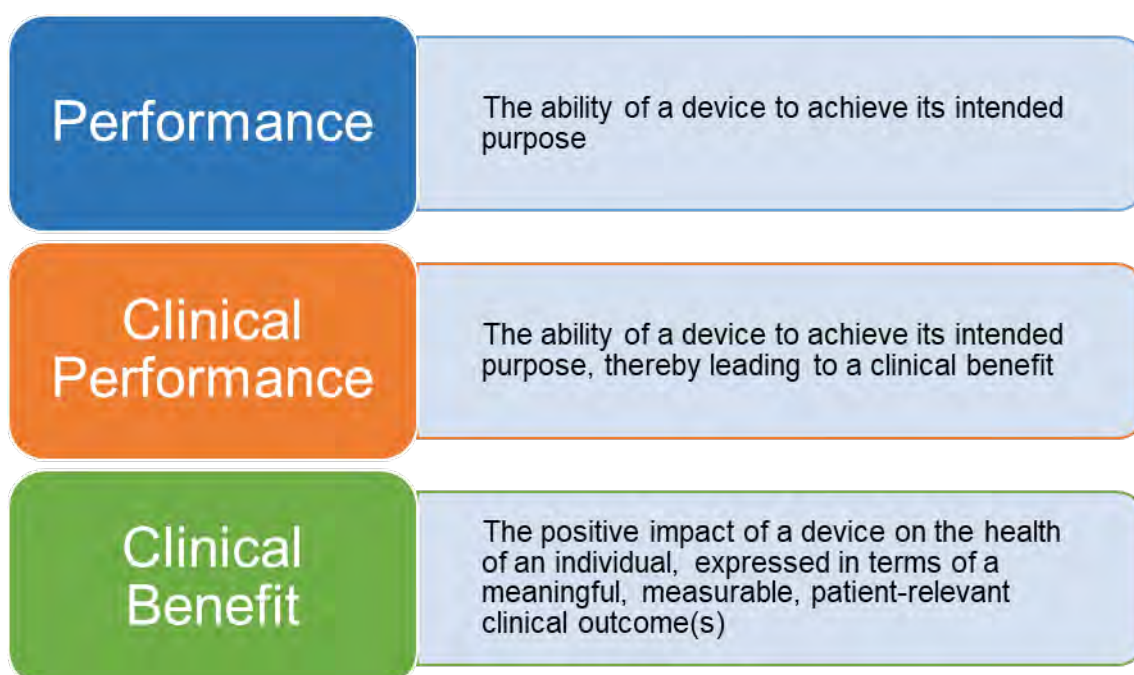 Performance
The ability of a device to achieve its intended
purpose
Clinical
Performance
The ability of a device to achieve its intended
purpose, thereby leading to a clinical benefit
Clinical
Benefit
The positive impact of a device on the health
of an individual, expressed in terms of a
meaningful, measurable, patient-relevant
clinical outcome(s)